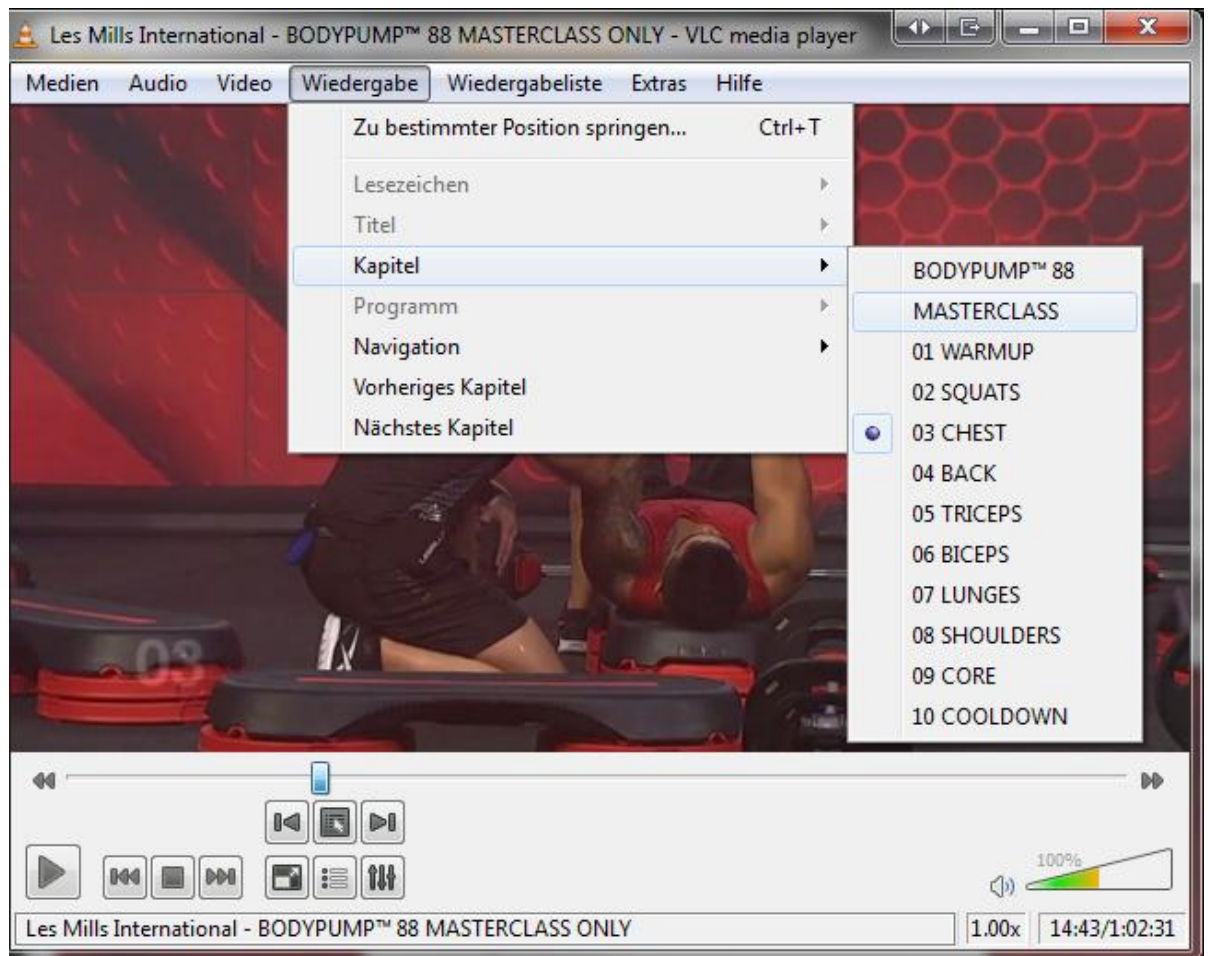 Les Mills International - BODYPUMP™ 88 MASTERCLASS ONLY - VLC media player
Medien Audio Video Wiedergabe Wiedergabeliste Extras Hilfe
Zu bestimmter Position springen... Ctrl+T
Lesezeichen
Titel
Kapitel
Programm
Navigation
Vorheriges Kapitel
Nächstes Kapitel
BODYPUMP™ 88
MASTERCLASS
01 WARMUP
02 SQUATS
03 CHEST
04 BACK
05 TRICEPS
06 BICEPS
07 LUNGES
08 SHOULDERS
09 CORE
10 COOLDOWN
03
100%
Les Mills International - BODYPUMP™ 88 MASTERCLASS ONLY 1.00x 14:43/1:02:31